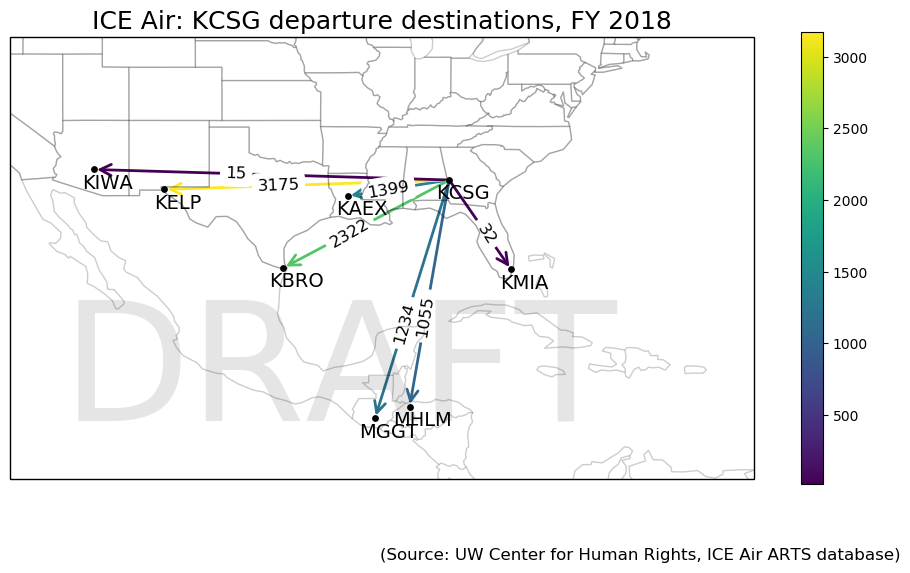 ICE Air: KCSG departure destinations, FY 2018
3000
2500
2000
1500
1000
500
15
3175
1399
KIWA
KELP
KAEX
KCSG
2322
32
KBRO
KMIA
1234
1055
DRAFT
MHLM
MGGT
(Source: UW Center for Human Rights, ICE Air ARTS database)